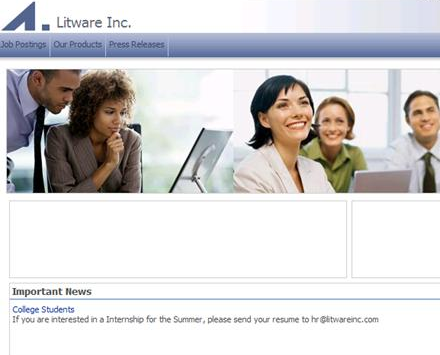 Litware Inc.
Job Postings Our Products Press Releases
Important News
College Students
If you are interested in a Internship for the Summer, please send your resume to hr@litwareinc.com